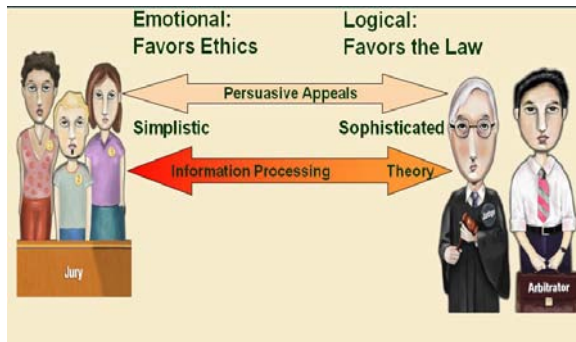 Emotional:
Favors Ethics
Logical:
Favors the Law
Persuasive Appeals
Simplistic
Sophisticated
Information Processing
Theory
Jury
Arbitrator